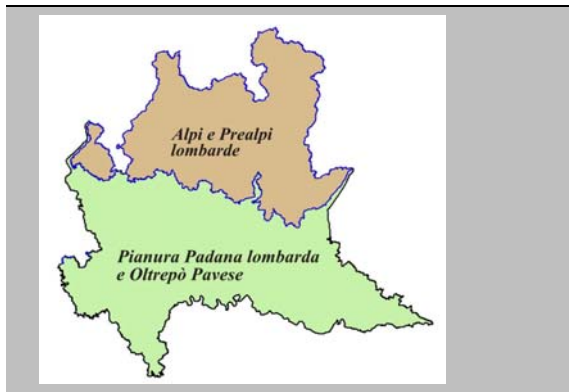 Alpi e Prealpi
lombarde
Pianura Padana lombarda
e Oltrepò Pavese